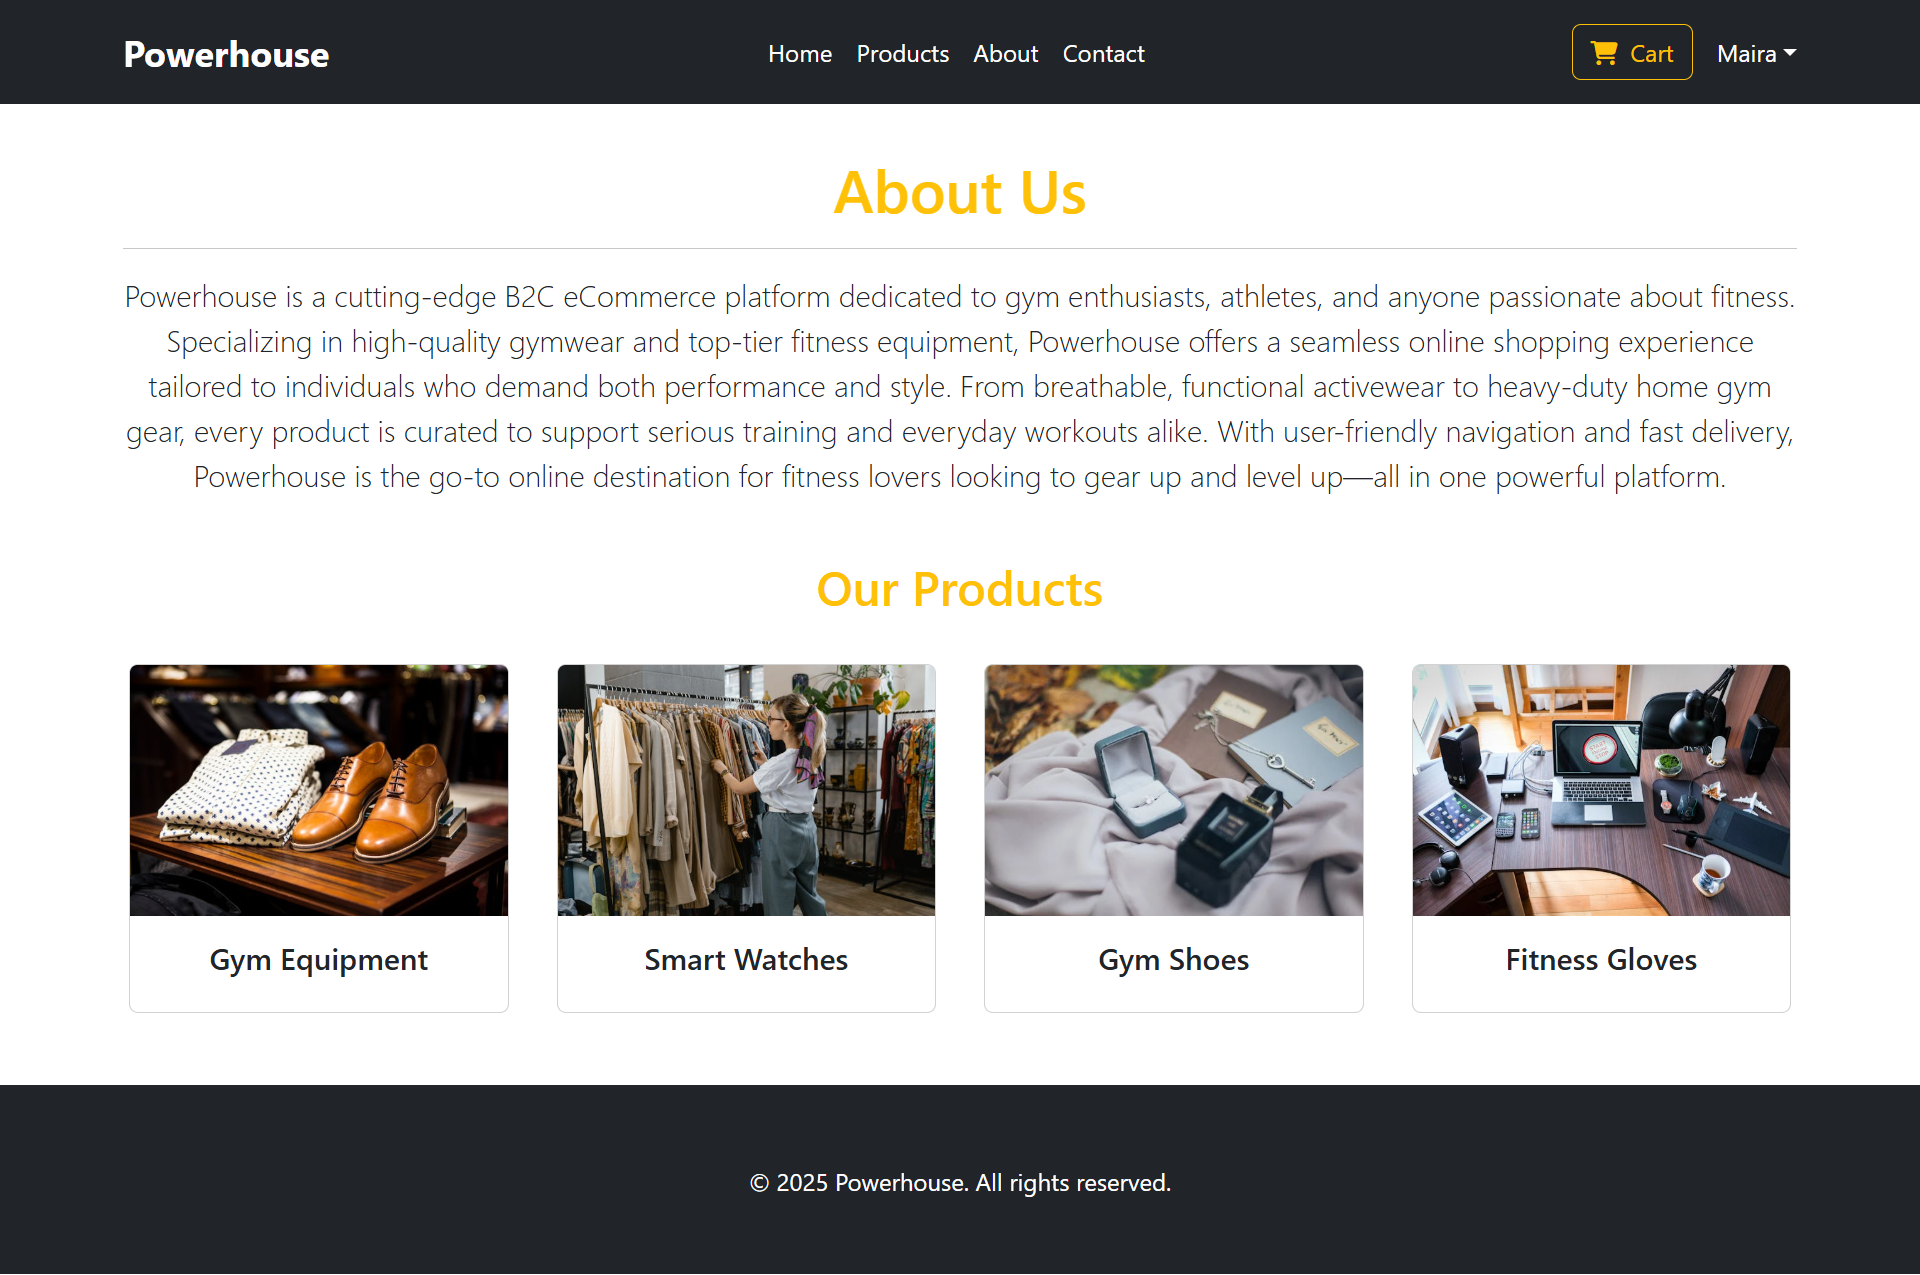 Powerhouse
Home Products About Contact
Cart
Maira
About Us
Powerhouse is a cutting-edge B2C eCommerce platform dedicated to gym enthusiasts, athletes, and anyone passionate about fitness.
Specializing in high-quality gymwear and top-tier fitness equipment, Powerhouse offers a seamless online shopping experience
tailored to individuals who demand both performance and style. From breathable, functional activewear to heavy-duty home gym
gear, every product is curated to support serious training and everyday workouts alike. With user-friendly navigation and fast delivery,
Powerhouse is the go-to online destination for fitness lovers looking to gear up and level up—all in one powerful platform.
Our Products
Gym Equipment
Smart Watches
Gym Shoes
Fitness Gloves
© 2025 Powerhouse. All rights reserved.